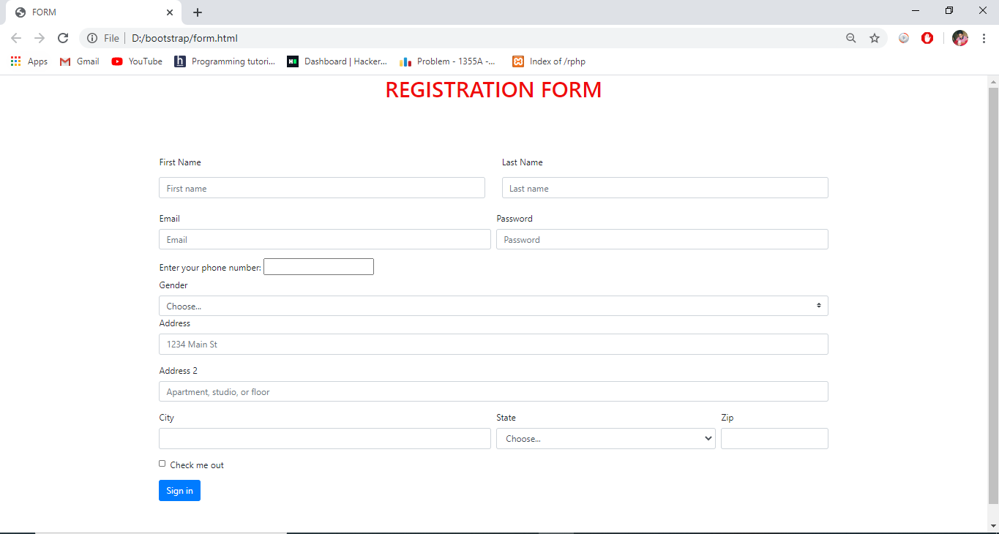 FORM
File D:/bootstrap/form.html
Apps Gmail YouTube Programming tutori... Dashboard | Hacker... Problem - 1355A -... Index of /rphp
REGISTRATION FORM
First Name Last Name
First name Last name
Email Password
Email Password
Enter your phone number:
Gender
Choose...
Address
1234 Main St
Address 2
Apartment, studio, or floor
City State Zip
Choose...
Check me out
Sign in